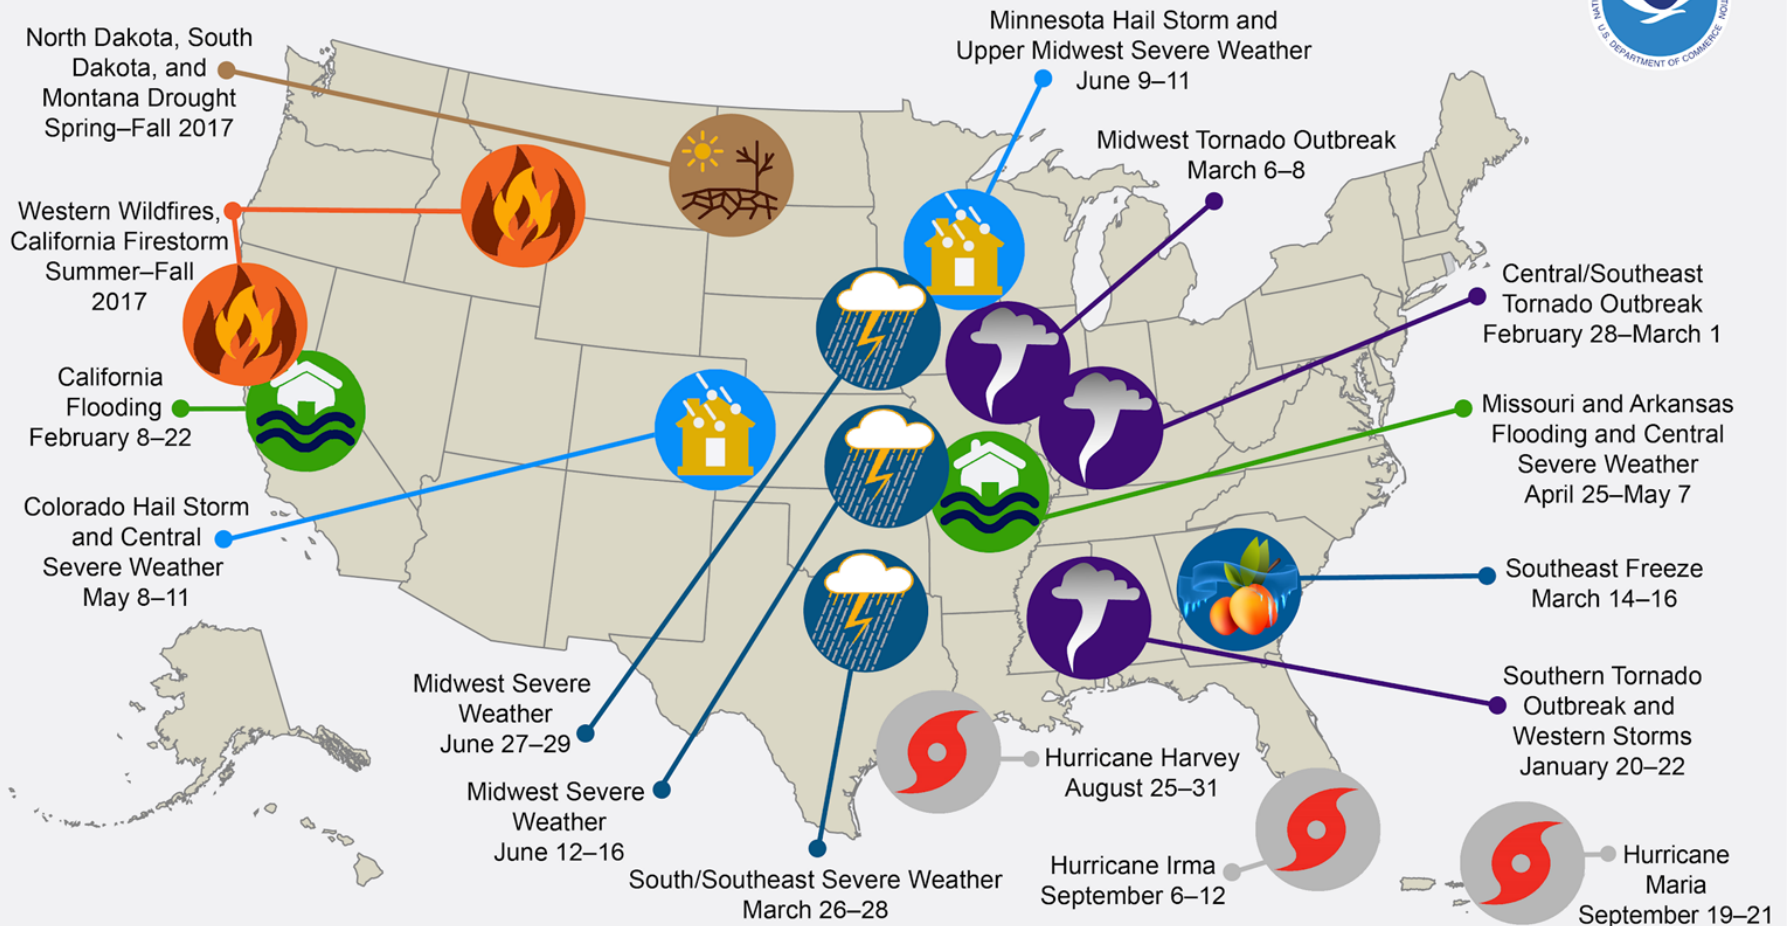 North Dakota, South
Dakota, and
Montana Drought
Spring–Fall 2017
Western Wildfires,
California Firestorm
Summer–Fall
2017
California
Flooding
February 8–22
Colorado Hail Storm
and Central
Severe Weather
May 8–11
Minnesota Hail Storm and
Upper Midwest Severe Weather
June 9–11
Midwest Tornado Outbreak
March 6–8
U.S. DEPARTMENT OF COMMERCE
Central/Southeast
Tornado Outbreak
February 28–March 1
Missouri and Arkansas
Flooding and Central
Severe Weather
April 25–May 7
Southeast Freeze
March 14–16
Southern Tornado
Outbreak and
Western Storms
January 20–22
Midwest Severe
Weather
June 27–29
Midwest Severe
Weather
June 12–16
South/Southeast Severe Weather
March 26–28
Hurricane Harvey
August 25–31
Hurricane Irma
September 6–12
Hurricane
Maria
September 19–21